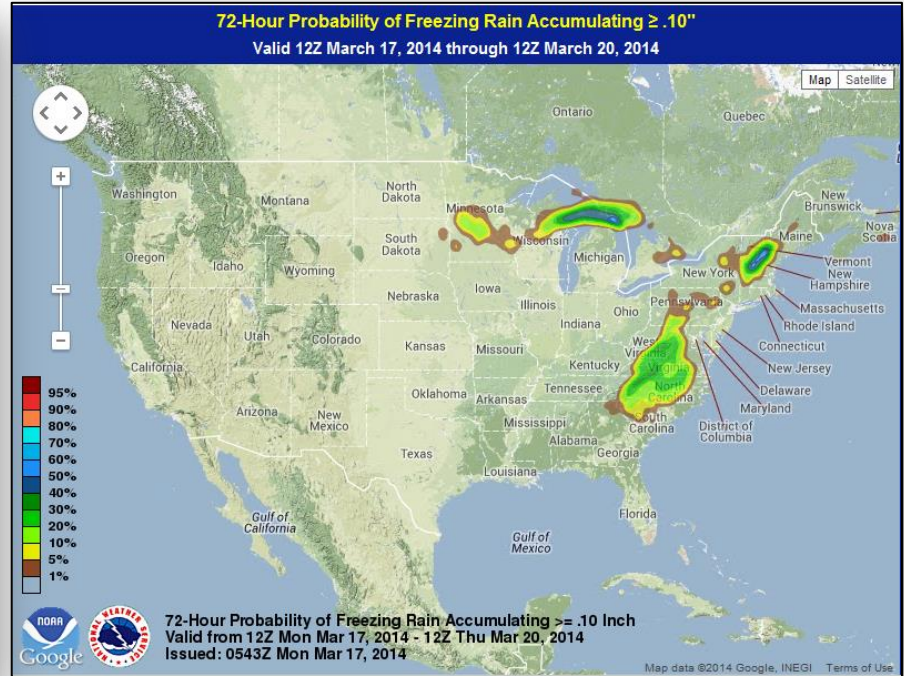 72-Hour Probability of Freezing Rain Accumulating ≥ .10"
Valid 12Z March 17, 2014 through 12Z March 20, 2014
Map Satellite
Ontario
Quebec
Washington
Montana
North
Dakota
Minnesota
New
Brunswick
Maine
Nova
Scotia
Oregon
Idaho
Wyoming
South
Dakota
Wisconsin
Michigan
Vermont
New York
New
Hampshire
Nebraska
Iowa
Illinois
Indiana
Ohio
Pennsylvania
Massachusetts
Rhode Island
Connecticut
Nevada
Utah
Colorado
Kansas
Missouri
Kentucky
West
Virginia
Virginia
New Jersey
Delaware
Maryland
District of
Columbia
California
Arizona
New
Mexico
Oklahoma
Arkansas
Tennessee
North
Carolina
South
Carolina
Mississippi
Alabama
Georgia
Texas
Louisiana
Florida
Gulf of
California
Gulf of
Mexico
95%
90%
80%
70%
60%
50%
40%
30%
20%
10%
5%
1%
NOAA
NATIONAL WEATHER SERVICE
Google
72-Hour Probability of Freezing Rain Accumulating >= .10 Inch
Valid from 12Z Mon Mar 17, 2014 - 12Z Thu Mar 20, 2014
Issued: 0543Z Mon Mar 17, 2014
Map data ©2014 Google, INEGI Terms of Use